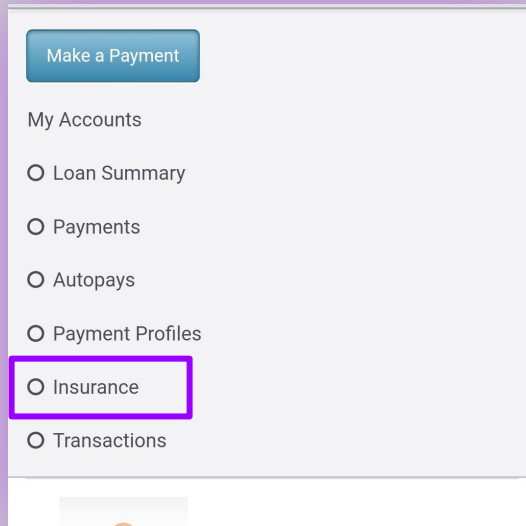 Make a Payment
My Accounts
Loan Summary
Payments
Autopays
Payment Profiles
Insurance
Transactions